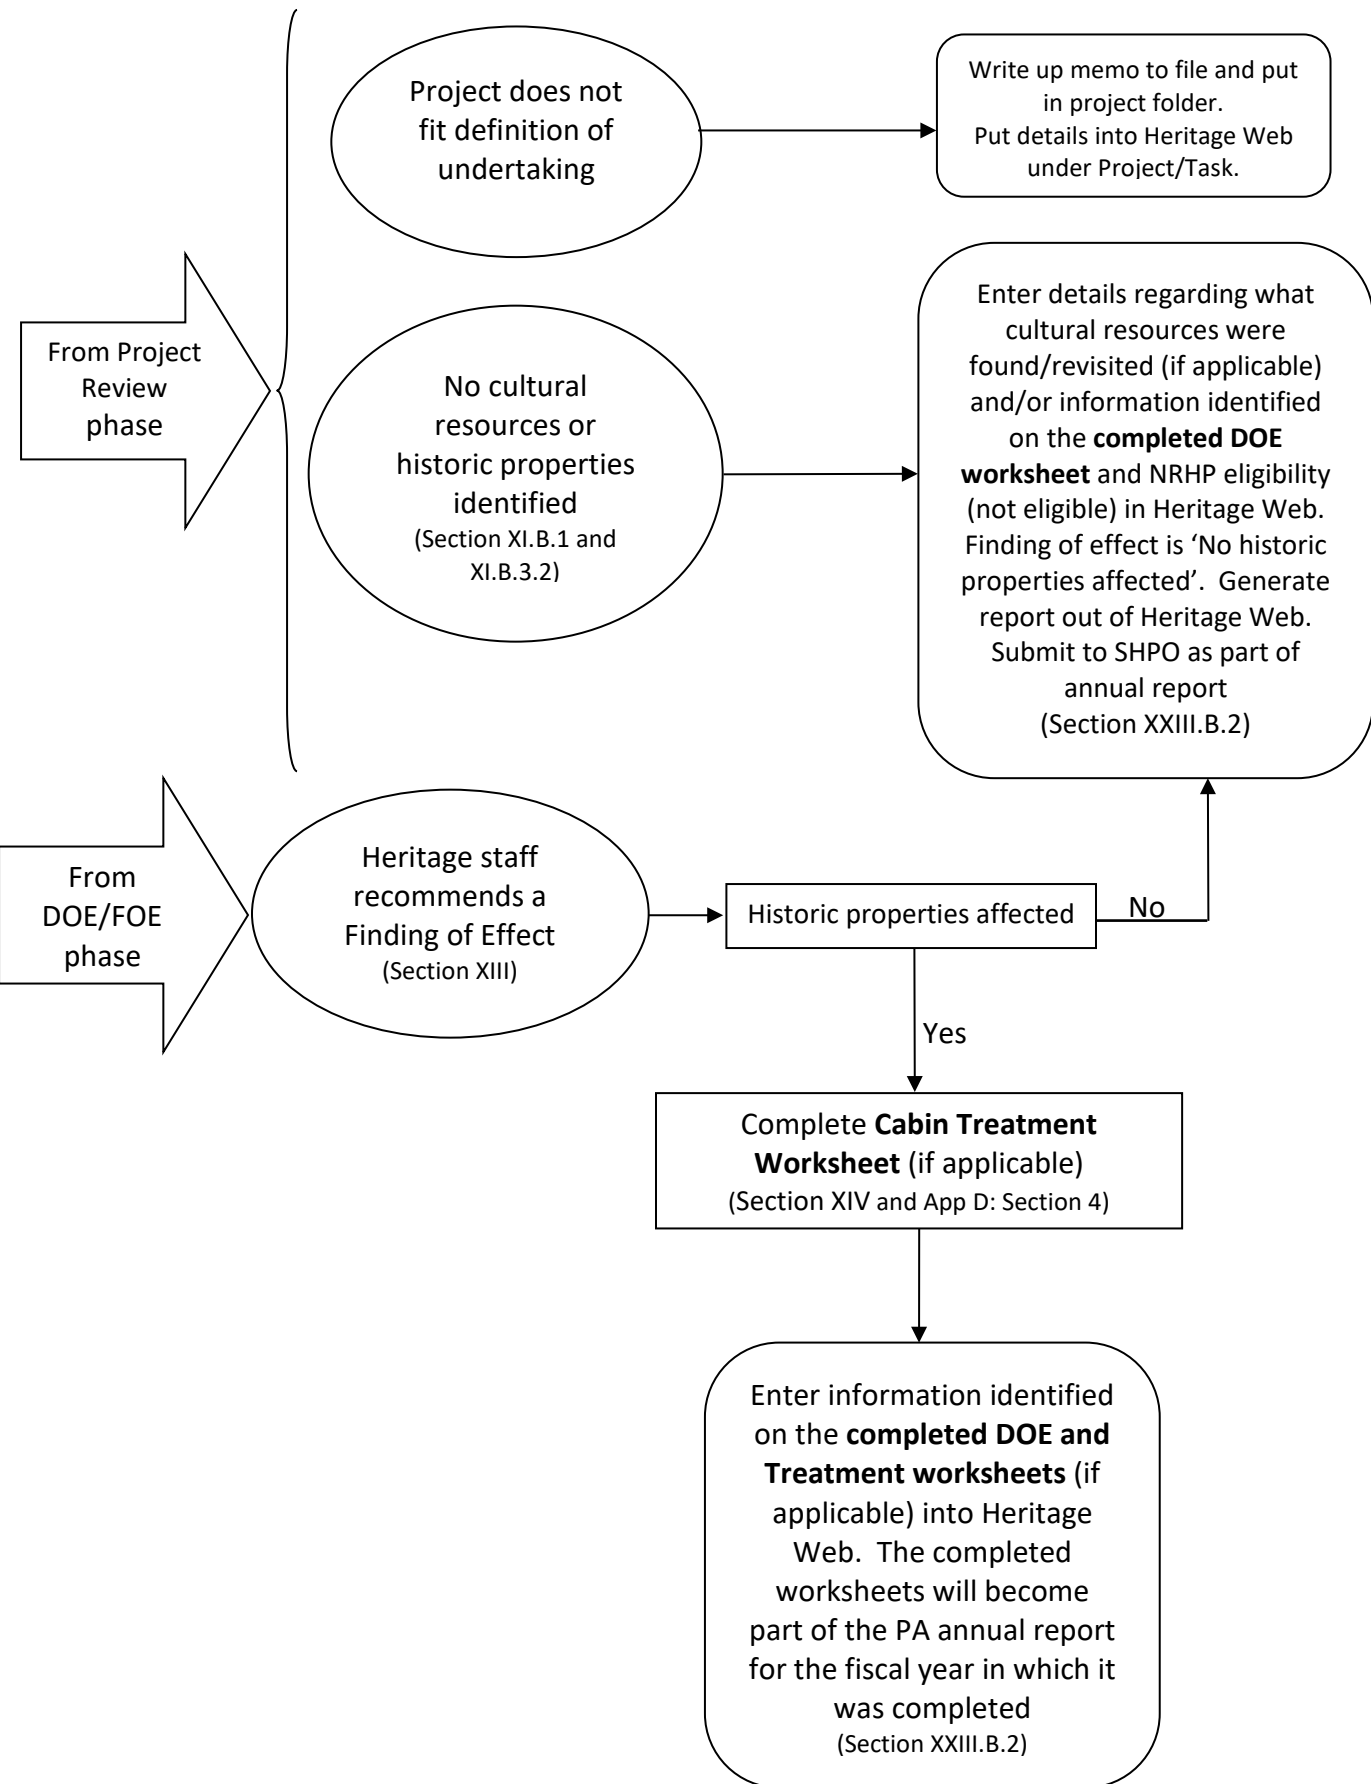 Project does not
fit definition of
undertaking
Write up memo to file and put
in project folder.
Put details into Heritage Web
under Project/Task.
From Project
Review
phase
No cultural
resources or
historic properties
identified
(Section XI.B.1 and
XI.B.3.2)
Enter details regarding what
cultural resources were
found/revisited (if applicable)
and/or information identified
on the completed DOE
worksheet and NRHP eligibility
(not eligible) in Heritage Web.
Finding of effect is ‘No historic
properties affected’.  Generate
report out of Heritage Web.
Submit to SHPO as part of
annual report
(Section XXIII.B.2)
From
DOE/FOE
phase
Heritage staff
recommends a
Finding of Effect
(Section XIII)
Historic properties affected
No
Yes
Complete Cabin Treatment
Worksheet (if applicable)
(Section XIV and App D: Section 4)
Enter information identified
on the completed DOE and
Treatment worksheets (if
applicable) into Heritage
Web.  The completed
worksheets will become
part of the PA annual report
for the fiscal year in which it
was completed
(Section XXIII.B.2)